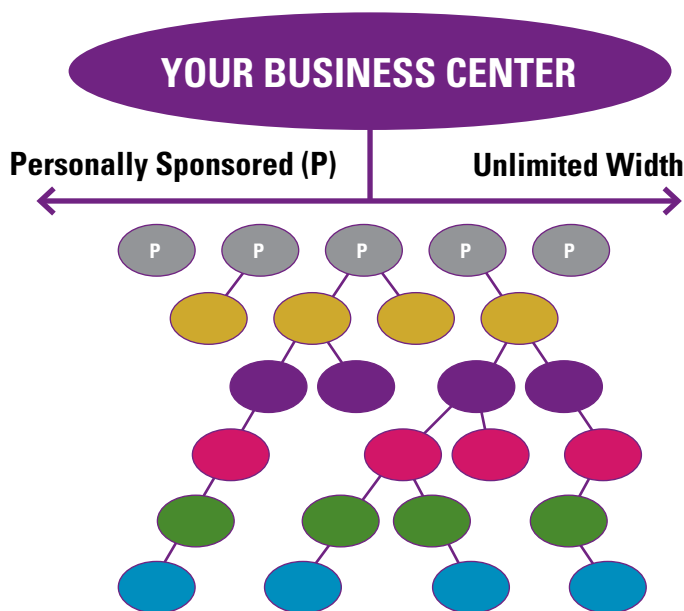 YOUR BUSINESS CENTER
Personally Sponsored (P)
Unlimited Width
P P P P P